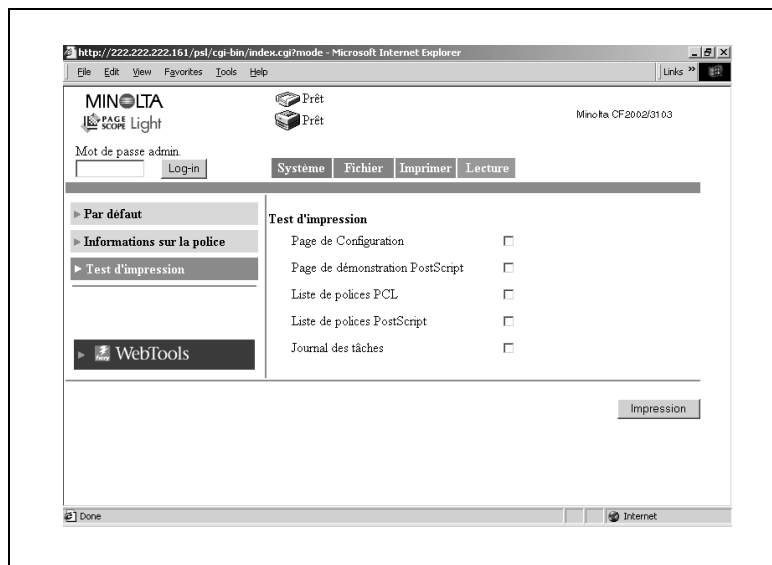 http://222.222.222.161/psl/cgi-bin/index.cgi?mode - Microsoft Internet Explorer
File Edit View Favorites Tools Help
Links »
MINOLTA
PAGE SCOPE Light
Prêt
Prêt
Minolta CF2002/3103
Mot de passe admin.
Log-in
Système Fichier Imprimer Lecture
Par défaut
Informations sur la police
Test d'impression
WebTools
Test d'impression
Page de Configuration
Page de démonstration PostScript
Liste de polices PCL
Liste de polices PostScript
Journal des tâches
Impression
Done
Internet